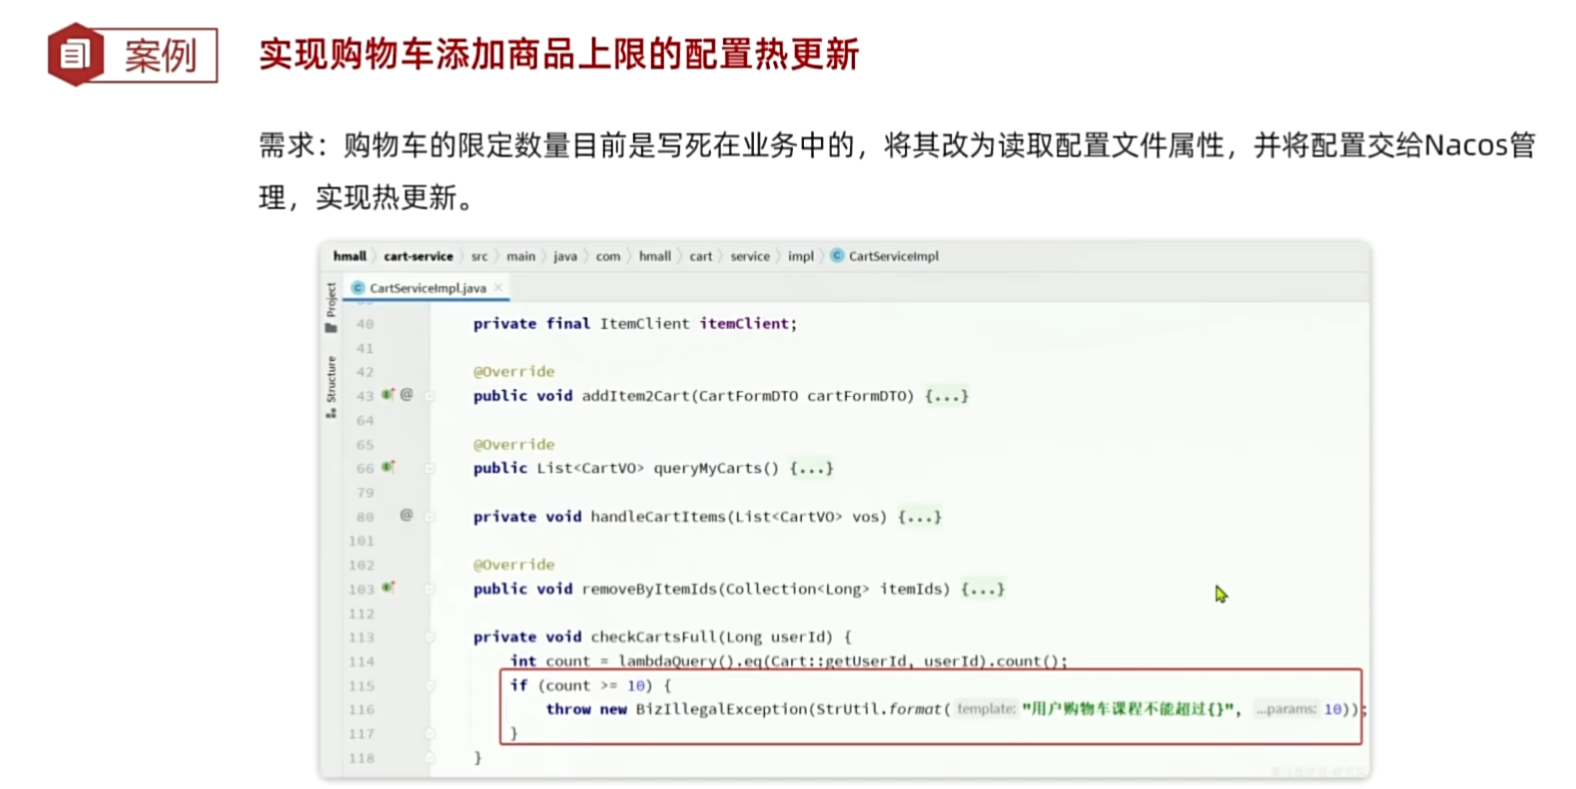 案例
实现购物车添加商品上限的配置热更新
需求：购物车的限定数量目前是写死在业务中的，将其改为读取配置文件属性，并将配置交给Nacos管
理，实现热更新。
hmall cart-service src main java com hmall cart service impl CartServiceImpl
CartServiceImpl.java
Project
Structure
40 private final ItemClient itemClient;
41
42 @Override
43 public void addItem2Cart(CartFormDTO cartFormDTO) {...}
64
65 @Override
66 public List<CartVO> queryMyCarts() {...}
79
80 private void handleCartItems(List<CartVO> vos) {...}
101
102 @Override
103 public void removeByItemIds(Collection<Long> itemIds) {...}
112
113 private void checkCartsFull(Long userId) {
114 int count = lambdaQuery().eq(Cart::getUserId, userId).count();
115 if (count >= 10) {
116 throw new BizIllegalException(StrUtil.format( template: "用户购物车课程不能超过{}", ...params: 10));
117 }
118 }